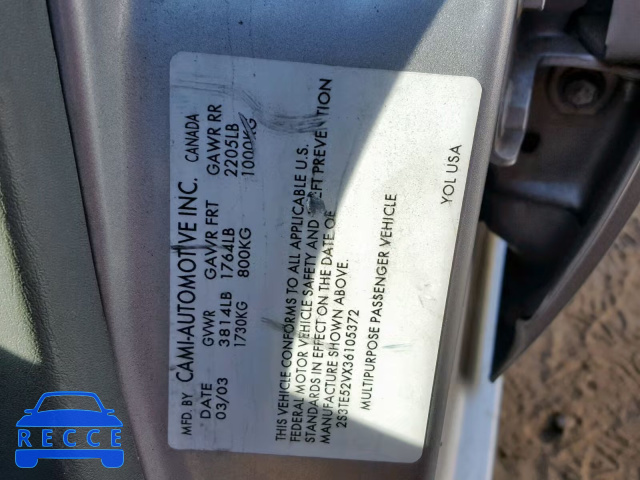 MFD. BY CAMI-AUTOMOTIVE INC. CANADA
DATE GVWR GAWR FRT GAWR RR
03/03 3814LB 1764LB 2205LB
1730KG 800KG 1000KG
THIS VEHICLE CONFORMS TO ALL APPLICABLE U.S.
FEDERAL MOTOR VEHICLE SAFETY AND THEFT PREVENTION
STANDARDS IN EFFECT ON THE DATE OF
MANUFACTURE SHOWN ABOVE.
2S3TE52VX36105372
MULTIPURPOSE PASSENGER VEHICLE
YOL USA
RECCE